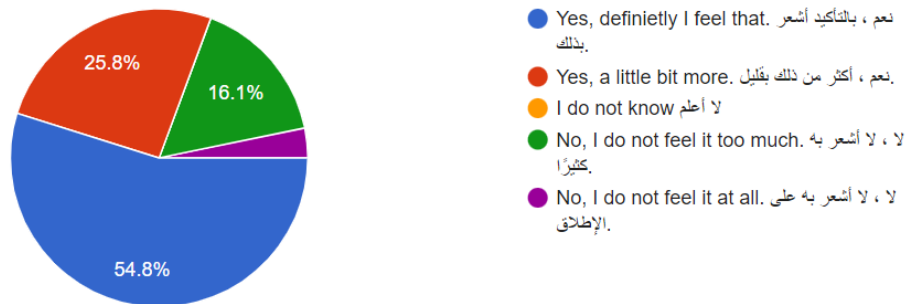 25.8%
16.1%
54.8%
Yes, definietly I feel that. نعم ، بالتأكيد أشعر
بذلك.
Yes, a little bit more. نعم ، أكثر من ذلك بقليل.
I do not know لا أعلم
No, I do not feel it too much. لا ، لا أشعر به
كثيرًا.
No, I do not feel it at all. لا ، لا أشعر به على
الإطلاق.